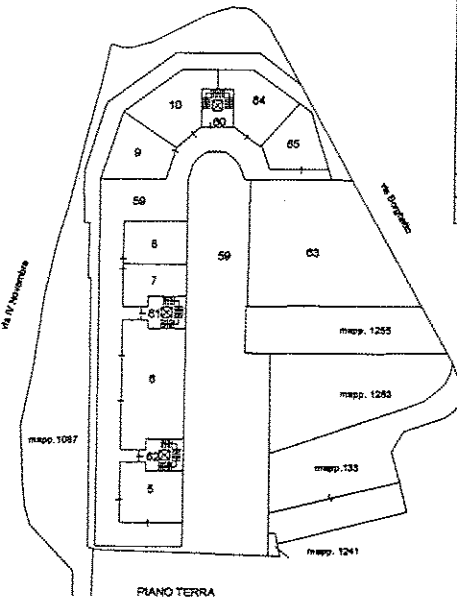 10
64
60
9
65
59
via Borghetto
8
59
63
7
via IV Novembre
61
mapp. 1255
6
mapp. 1263
mapp. 1087
62
mapp. 133
5
mapp. 1241
PIANO TERRA